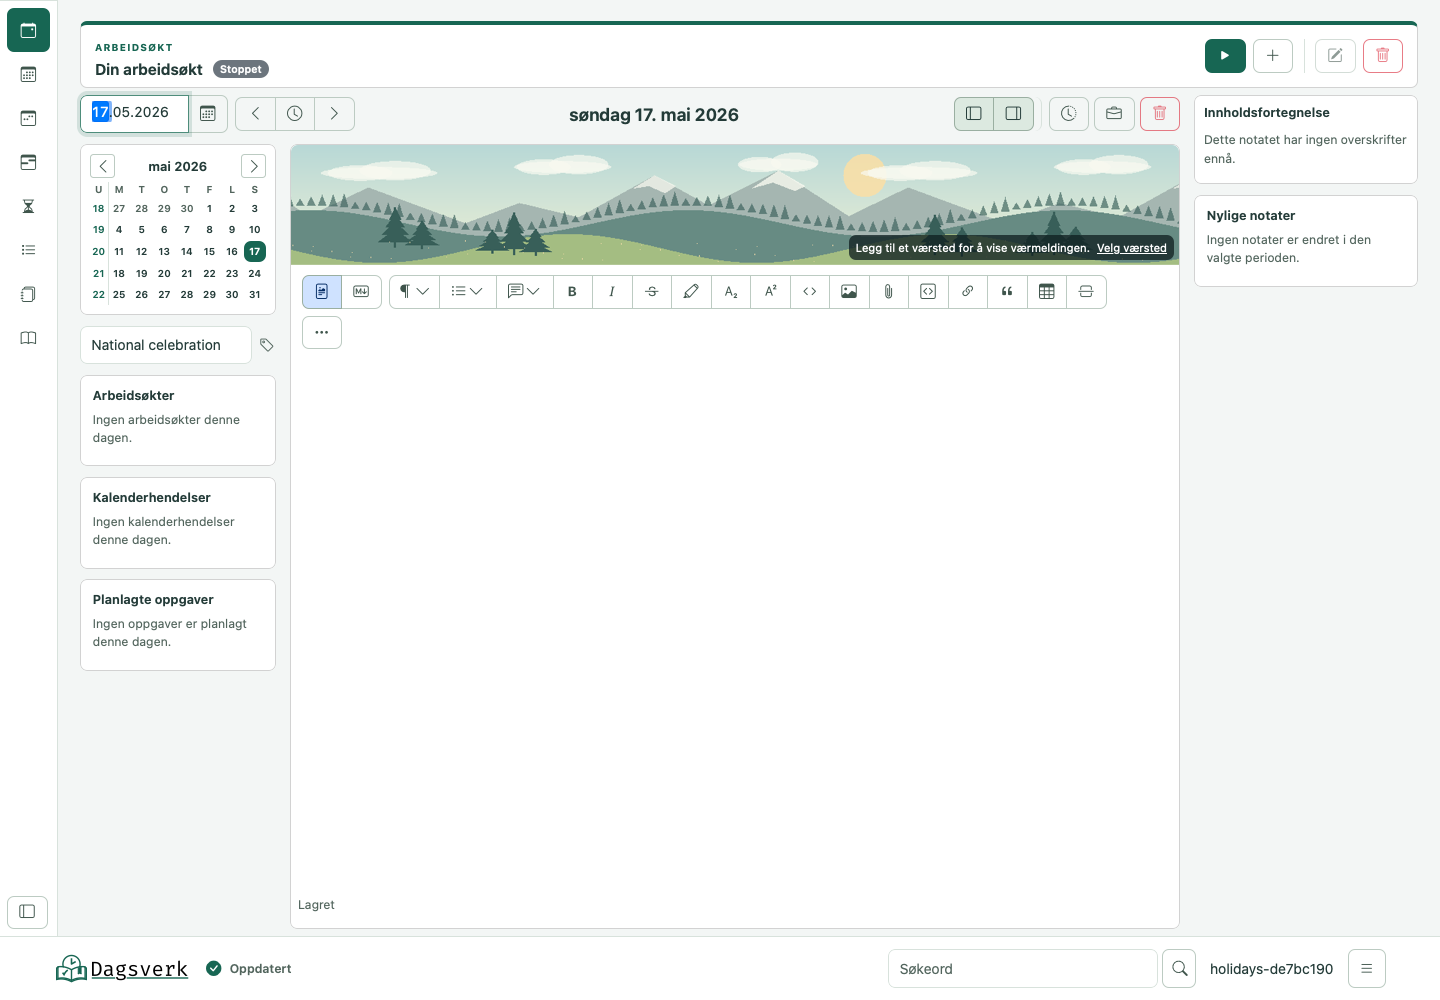 ARBEIDSØKT
Din arbeidsøkt Stoppet
17.05.2026
søndag 17. mai 2026
mai 2026
U M T O T F L S
18 27 28 29 30 1 2 3
19 4 5 6 7 8 9 10
20 11 12 13 14 15 16 17
21 18 19 20 21 22 23 24
22 25 26 27 28 29 30 31
National celebration
Arbeidsøkter
Ingen arbeidsøkter denne
dagen.
Kalenderhendelser
Ingen kalenderhendelser
denne dagen.
Planlagte oppgaver
Ingen oppgaver er planlagt
denne dagen.
Legg til et værsted for å vise værmeldingen. Velg værsted
Lagret
Innholdsfortegnelse
Dette notatet har ingen overskrifter
ennå.
Nylige notater
Ingen notater er endret i den
valgte perioden.
Dagsverk
Oppdatert
Søkeord
holidays-de7bc190